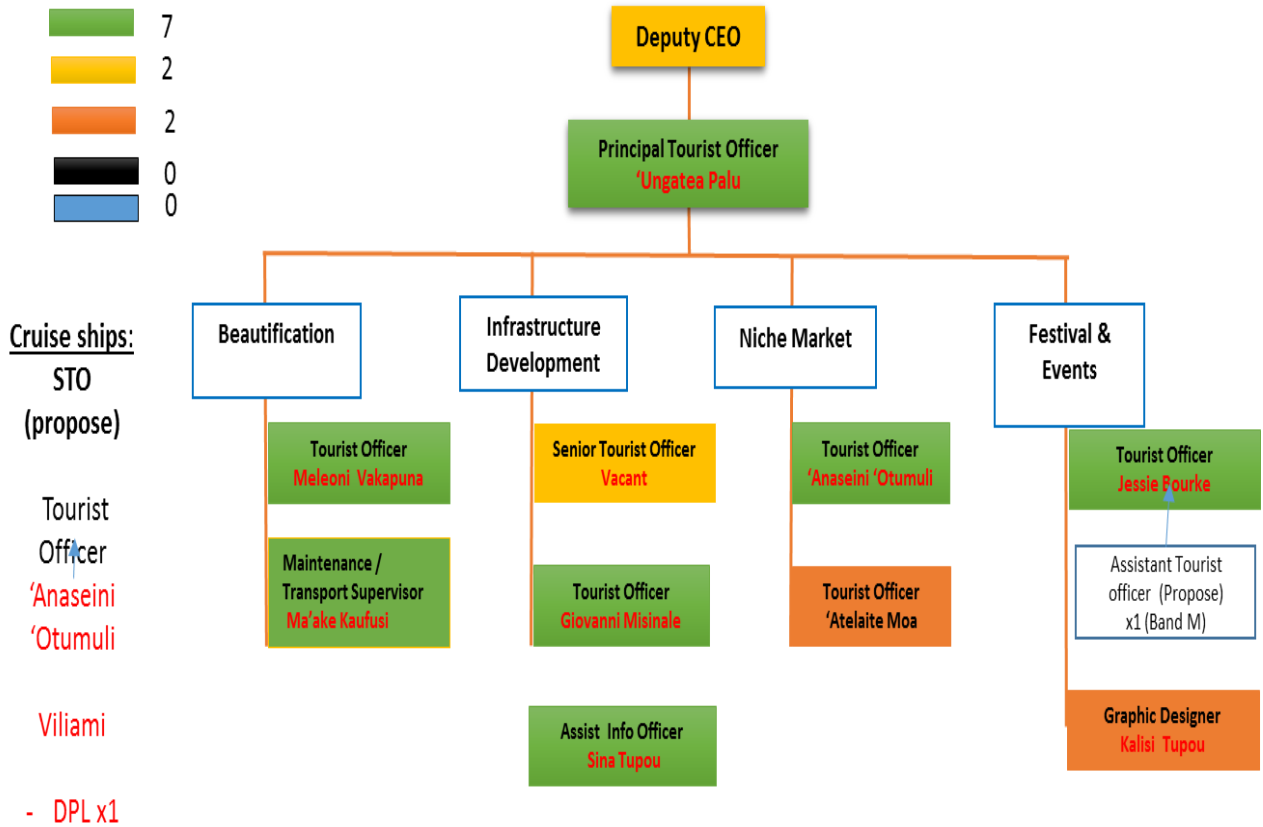 7
2
2
0
0
Deputy CEO
Principal Tourist Officer
‘Ungatea Palu
Beautification
Infrastructure
Development
Niche Market
Festival &
Events
Cruise ships:
STO
(propose)
Tourist
Officer
‘Anaseini
‘Otumuli
Viliami
- DPL x1
Tourist Officer
Meleoni Vakapuna
Maintenance /
Transport Supervisor
Ma’ake Kaufusi
Senior Tourist Officer
Vacant
Tourist Officer
Giovanni Misinale
Assist Info Officer
Sina Tupou
Tourist Officer
‘Anaseini ‘Otumuli
Tourist Officer
‘Atelaite Moa
Tourist Officer
Jessie Bourke
Assistant Tourist
officer (Propose)
x1 (Band M)
Graphic Designer
Kalisi Tupou